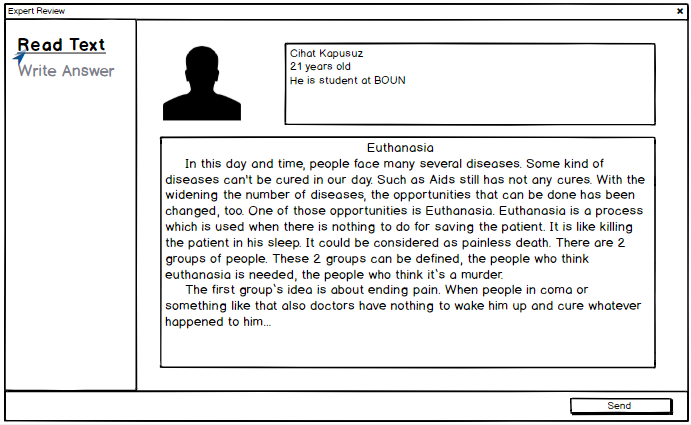 Expert Review
Read Text
Write Answer
Cihat Kapusuz
21 years old
He is student at BOUN
Euthanasia
In this day and time, people face many several diseases. Some kind of
diseases can't be cured in our day. Such as Aids still has not any cures. With the
widening the number of diseases, the opportunities that can be done has been
changed, too. One of those opportunities is Euthanasia. Euthanasia is a process
which is used when there is nothing to do for saving the patient. It is like killing
the patient in his sleep. It could be considered as painless death. There are 2
groups of people. These 2 groups can be defined, the people who think
euthanasia is needed, the people who think it`s a murder.
The first group`s idea is about ending pain. When people in coma or
something like that also doctors have nothing to wake him up and cure whatever
happened to him...
Send